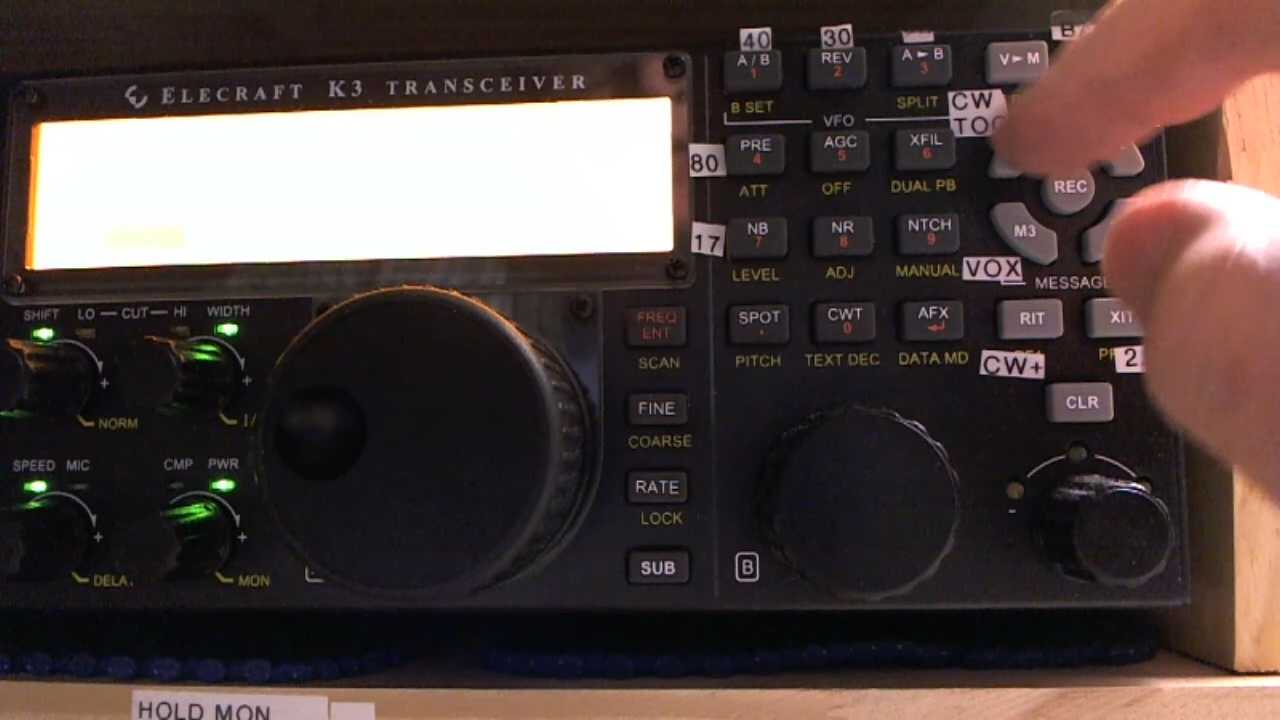 ELECRAFT K3 TRANSCEIVER
40
30
A / B
1
REV
2
A►B
3
V►M
B SET
VFO
SPLIT
CW
80
PRE
4
AGC
5
XFIL
6
ATT
OFF
DUAL PB
REC
17
NB
7
NR
8
NTCH
9
M3
LEVEL
ADJ
MANUAL
VOX
SHIFT
LO
CUT
HI
WIDTH
FREQ
ENT
SPOT
.
CWT
0
AFX
RIT
XIT
SCAN
PITCH
TEXT DEC
DATA MD
CW+
2
+
+
NORM
FINE
COARSE
CLR
SPEED
MIC
CMP
PWR
RATE
LOCK
-
+
+
MON
SUB
B
HOLD MON